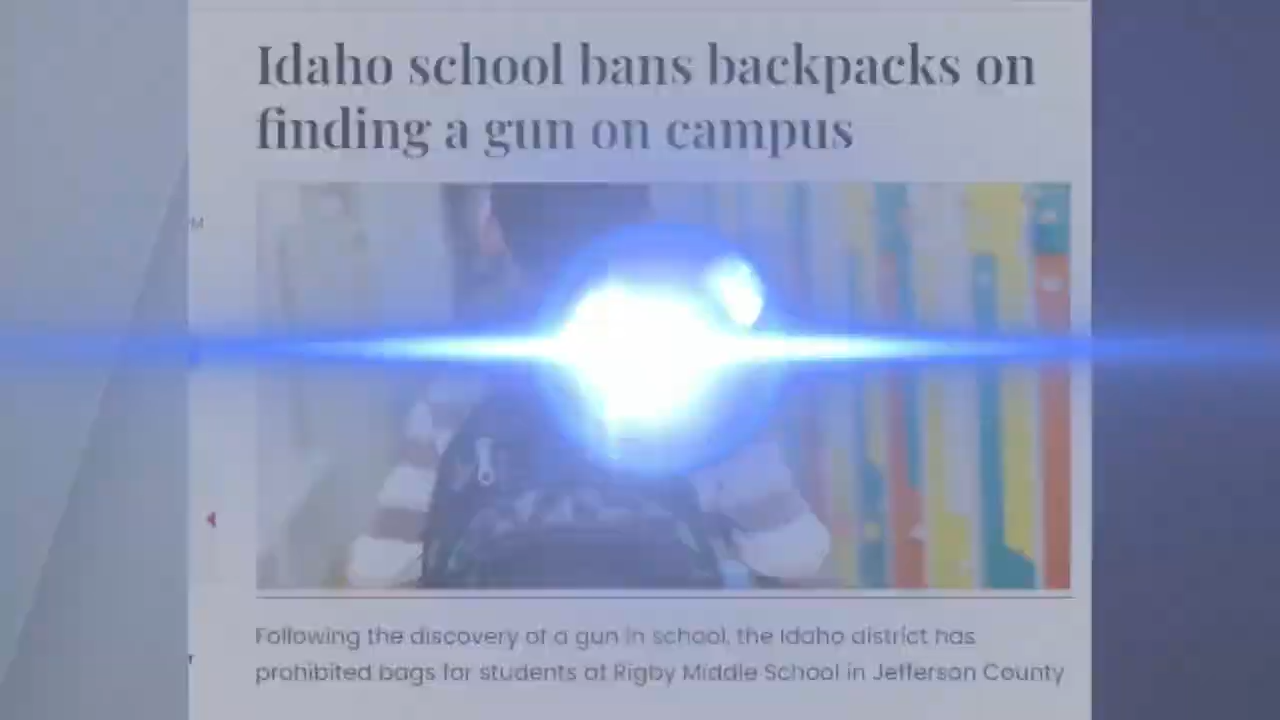 Idaho school bans backpacks on
finding a gun on campus
Following the discovery of a gun in school, the Idaho district has
prohibited bags for students at Rigby Middle School in Jefferson County